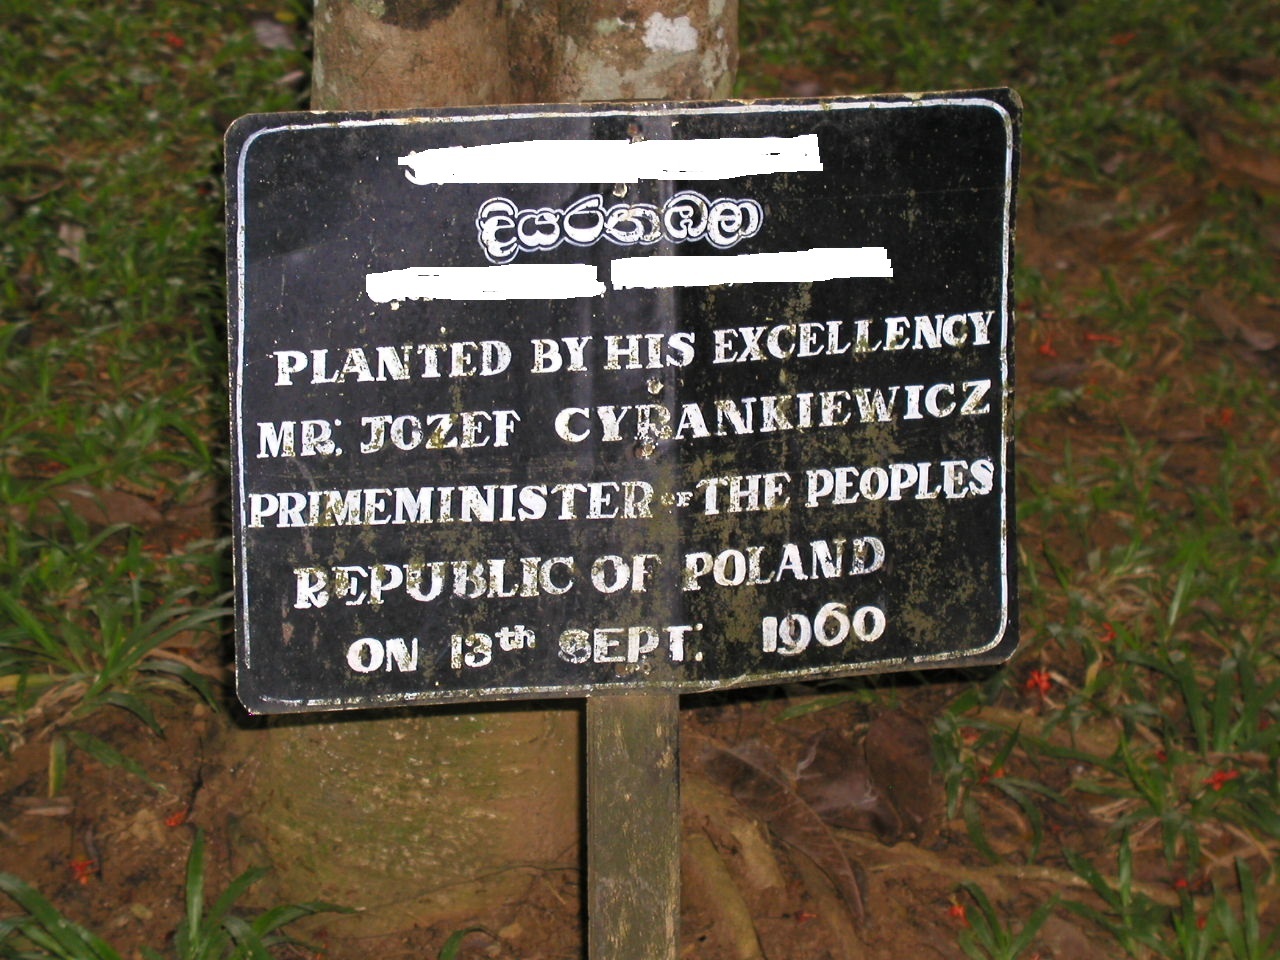 දියරතඹලා
PLANTED BY HIS EXCELLENCY
MR. JOZEF CYRANKIEWICZ
PRIMEMINISTER OF THE PEOPLES
REPUBLIC OF POLAND
ON 13th SEPT. 1960